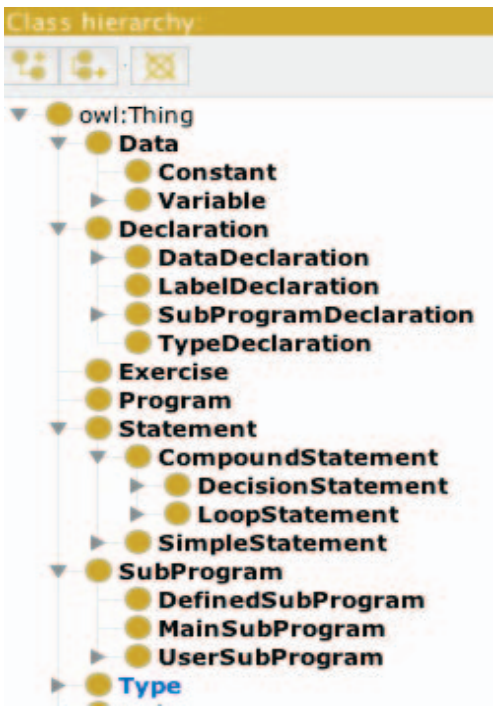 Class hierarchy:
owl:Thing
Data
Constant
Variable
Declaration
DataDeclaration
LabelDeclaration
SubProgramDeclaration
TypeDeclaration
Exercise
Program
Statement
CompoundStatement
DecisionStatement
LoopStatement
SimpleStatement
SubProgram
DefinedSubProgram
MainSubProgram
UserSubProgram
Type